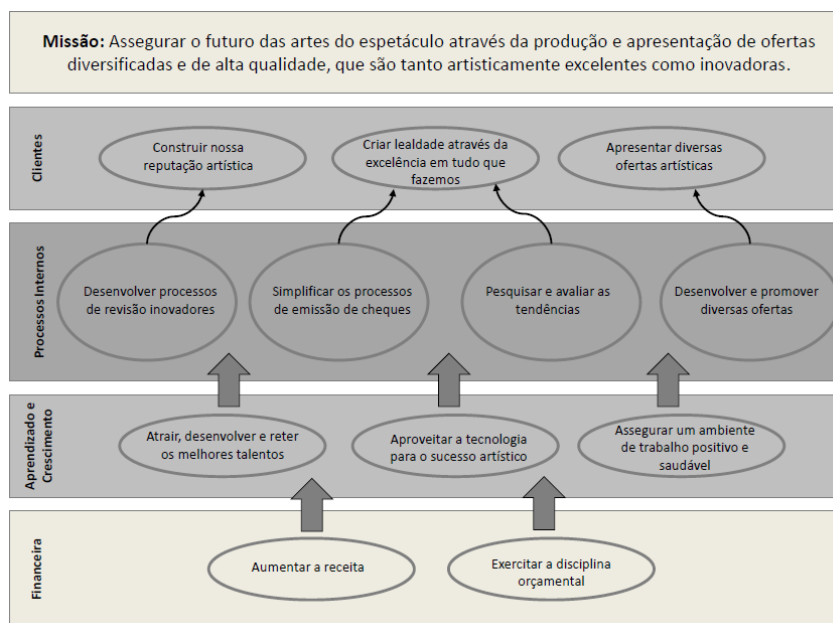 Missão: Assegurar o futuro das artes do espetáculo através da produção e apresentação de ofertas
diversificadas e de alta qualidade, que são tanto artisticamente excelentes como inovadoras.
Clientes
Construir nossa
reputação artística
Criar lealdade através da
excelência em tudo que
fazemos
Apresentar diversas
ofertas artísticas
Processos Internos
Desenvolver processos
de revisão inovadores
Simplificar os processos
de emissão de cheques
Pesquisar e avaliar as
tendências
Desenvolver e promover
diversas ofertas
Aprendizado e
Crescimento
Atrair, desenvolver e reter
os melhores talentos
Aproveitar a tecnologia
para o sucesso artístico
Assegurar um ambiente
de trabalho positivo e
saudável
Financeira
Aumentar a receita
Exercitar a disciplina
orçamental